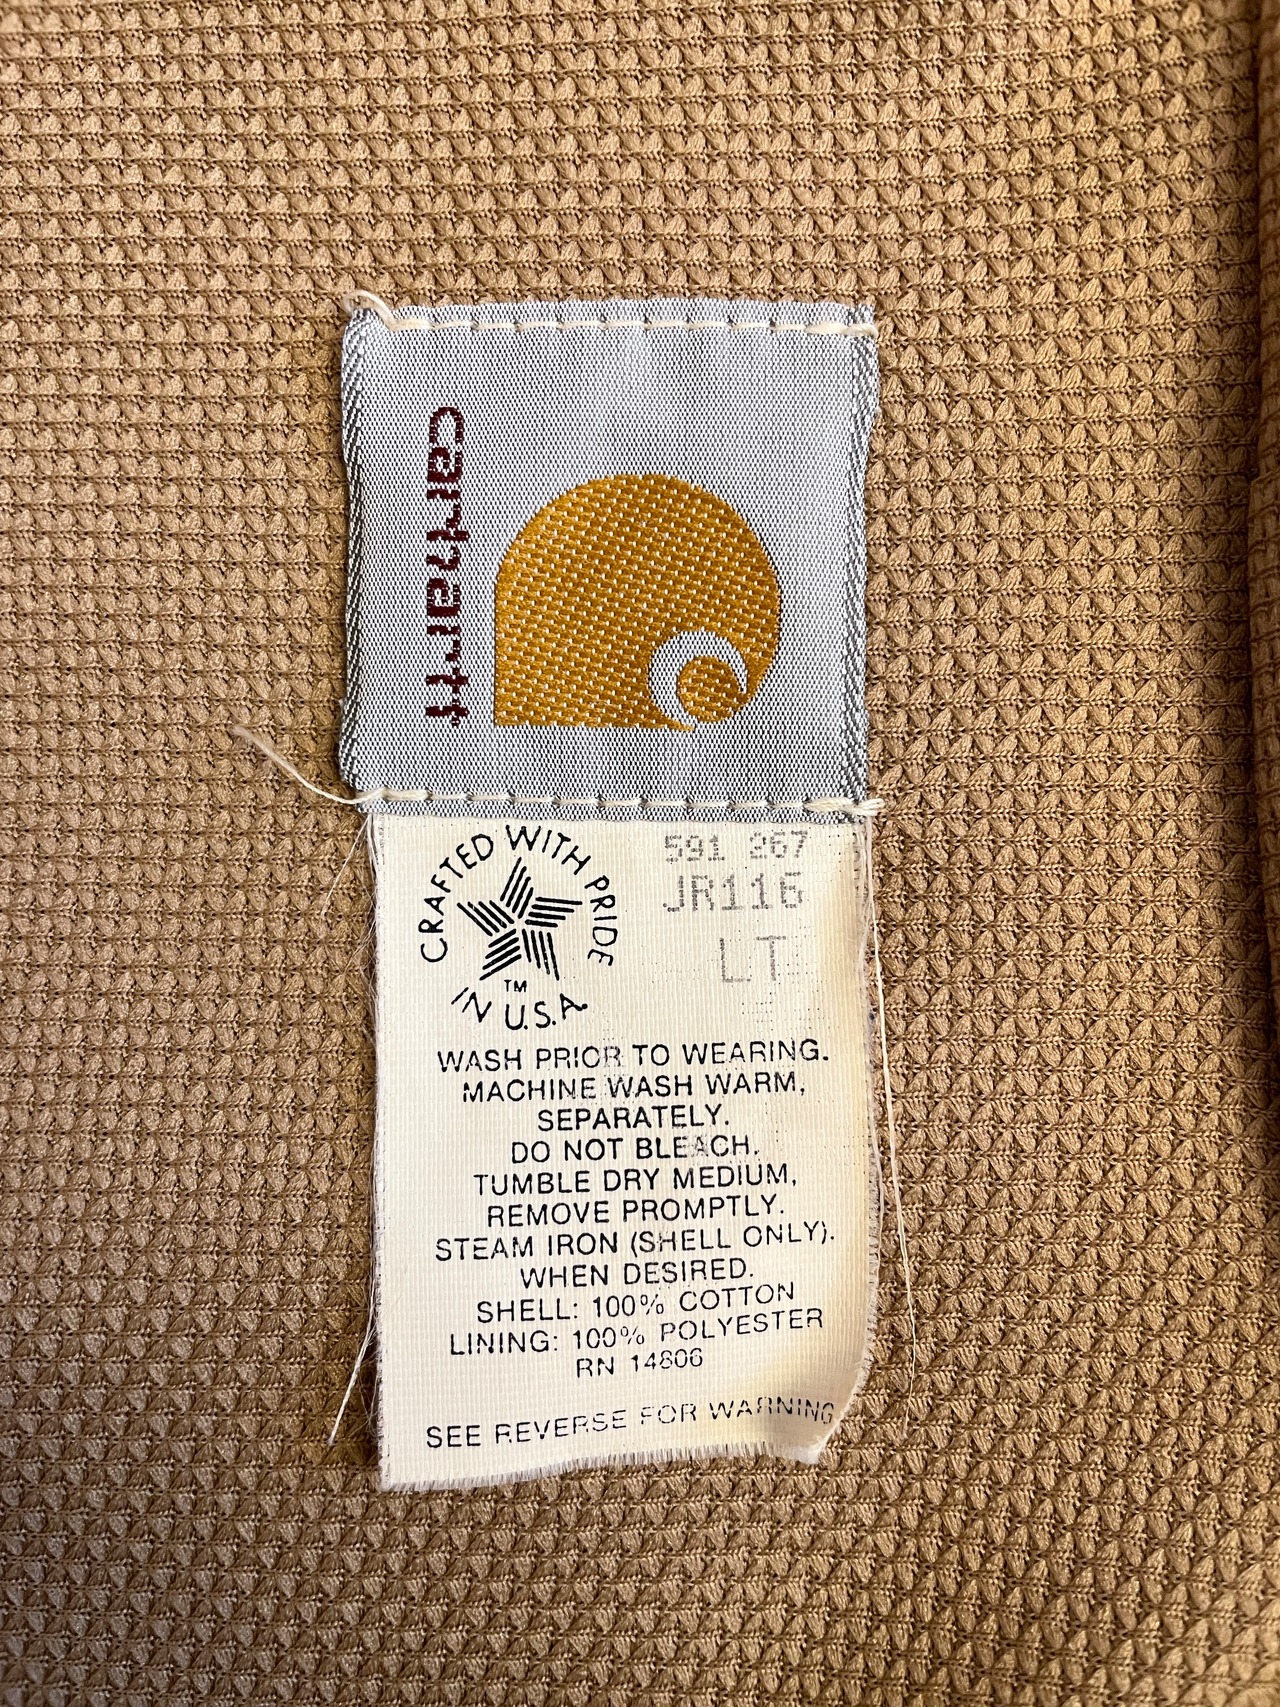 carhartt
CRAFTED WITH PRIDE
TM
IN U.S.A.
591 267
JR116
LT
WASH PRIOR TO WEARING.
MACHINE WASH WARM,
SEPARATELY.
DO NOT BLEACH.
TUMBLE DRY MEDIUM,
REMOVE PROMPTLY.
STEAM IRON (SHELL ONLY).
WHEN DESIRED.
SHELL: 100% COTTON
LINING: 100% POLYESTER
RN 14806
SEE REVERSE FOR WARNING